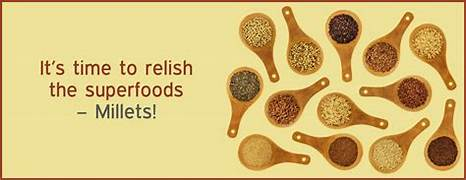 It's time to relish
the superfoods
– Millets!